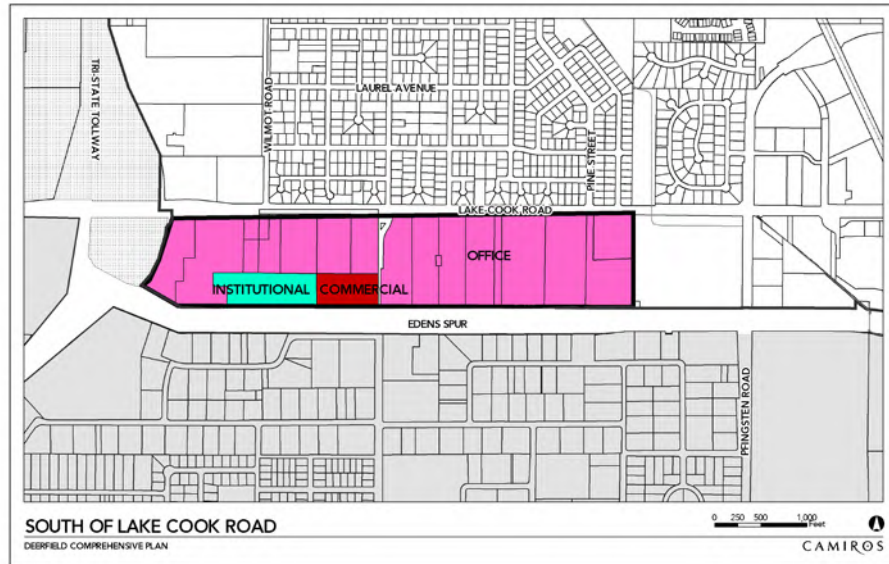 TRI-STATE TOLLWAY
WILMOT ROAD
LAUREL AVENUE
PINE STREET
LAKE COOK ROAD
OFFICE
INSTITUTIONAL
COMMERCIAL
EDENS SPUR
PFINGSTEN ROAD
SOUTH OF LAKE COOK ROAD
DEERFIELD COMPREHENSIVE PLAN
0 250 500 1,000
Feet
CAMIROS